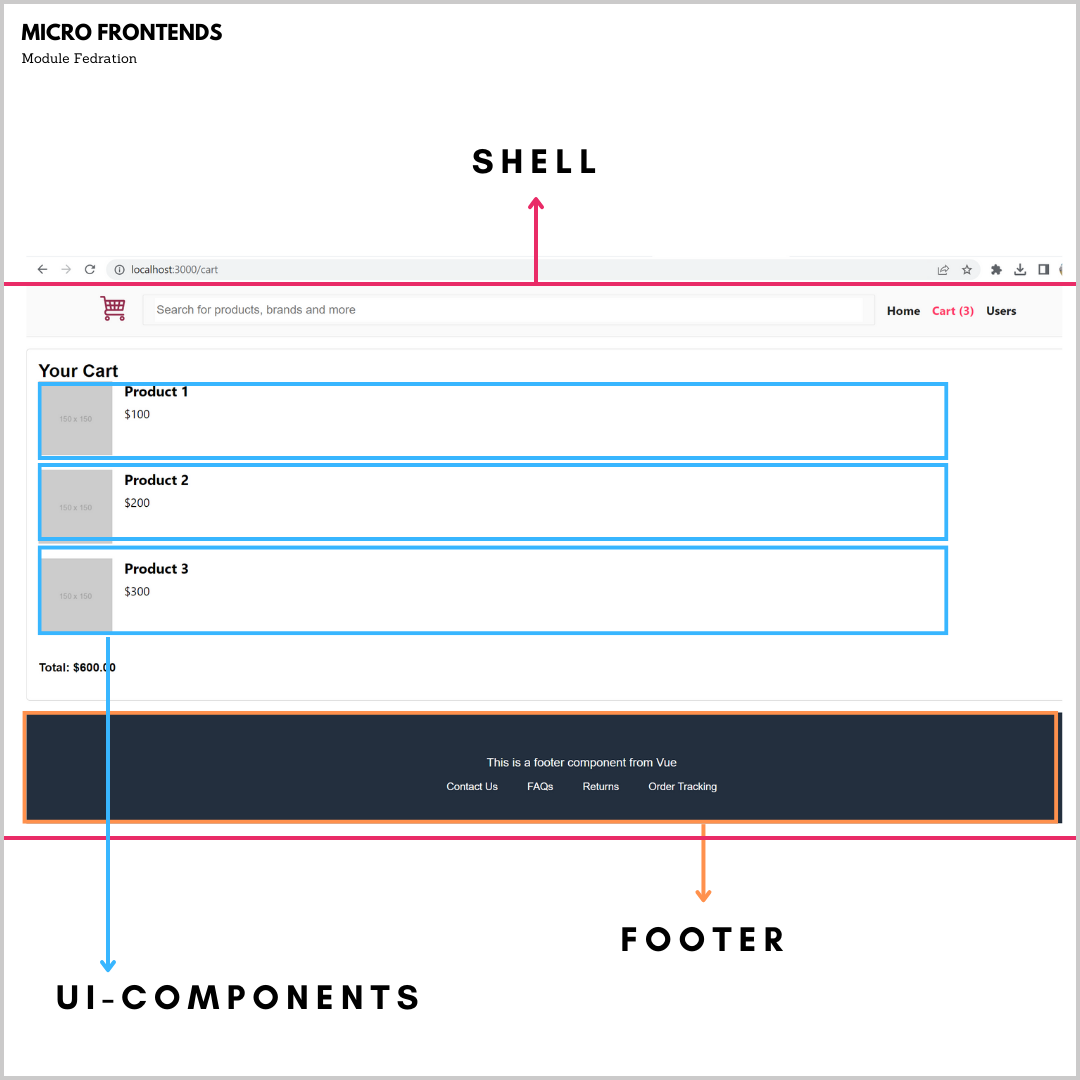 MICRO FRONTENDS
Module Fedration
SHELL
localhost:3000/cart
Search for products, brands and more
Home Cart (3) Users
Your Cart
150 x 150
Product 1
$100
150 x 150
Product 2
$200
150 x 150
Product 3
$300
Total: $600.00
This is a footer component from Vue
Contact Us FAQs Returns Order Tracking
FOOTER
UI-COMPONENTS